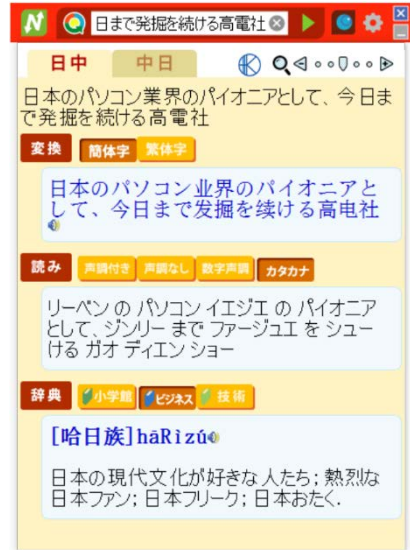 N
日まで発掘を続ける高電社
日中
中日
日本のパソコン業界のパイオニアとして、今日ま
で発掘を続ける高電社
変換 簡体字 繁体字
日本のパソコン业界のパイオニアと
して、今日まで发掘を续ける高电社
読み 声調付き 声調なし 数字声調 カタカナ
リーベン の パソコン イエジエ の パイオニア
として、ジンリー まで ファージュエ を シュー
ける ガオ ディエン ショー
辞典 小学館 ビジネス 技術
[哈日族]hāRìzú
日本の現代文化が好きな人たち; 熱烈な
日本ファン; 日本フリーク; 日本おたく.